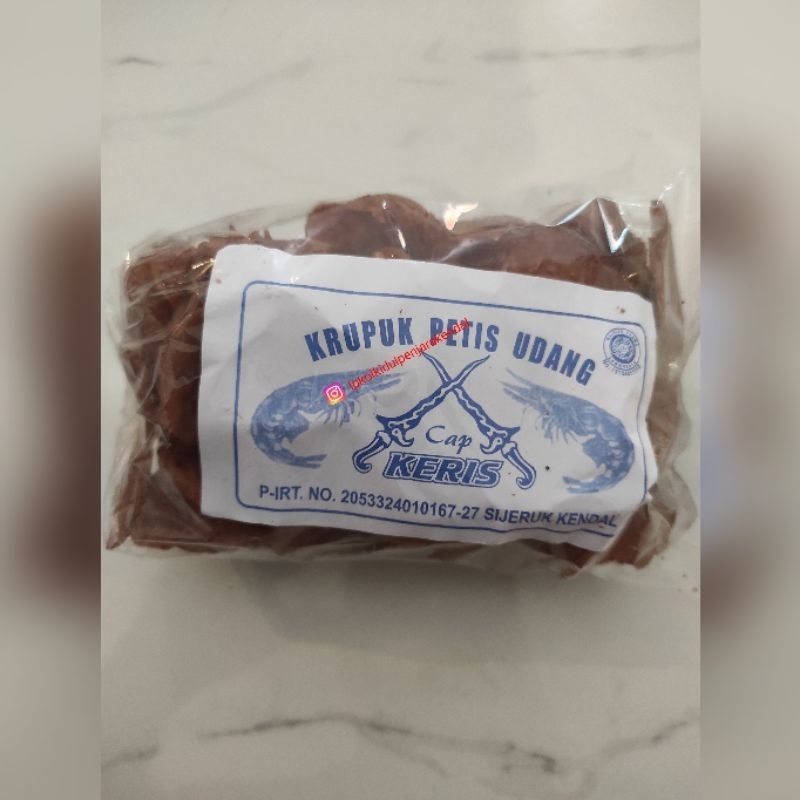 KRUPUK PETIS UDANG
Cap
KERIS
P-IRT. NO. 2053324010167-27 SIJERUK KENDAL